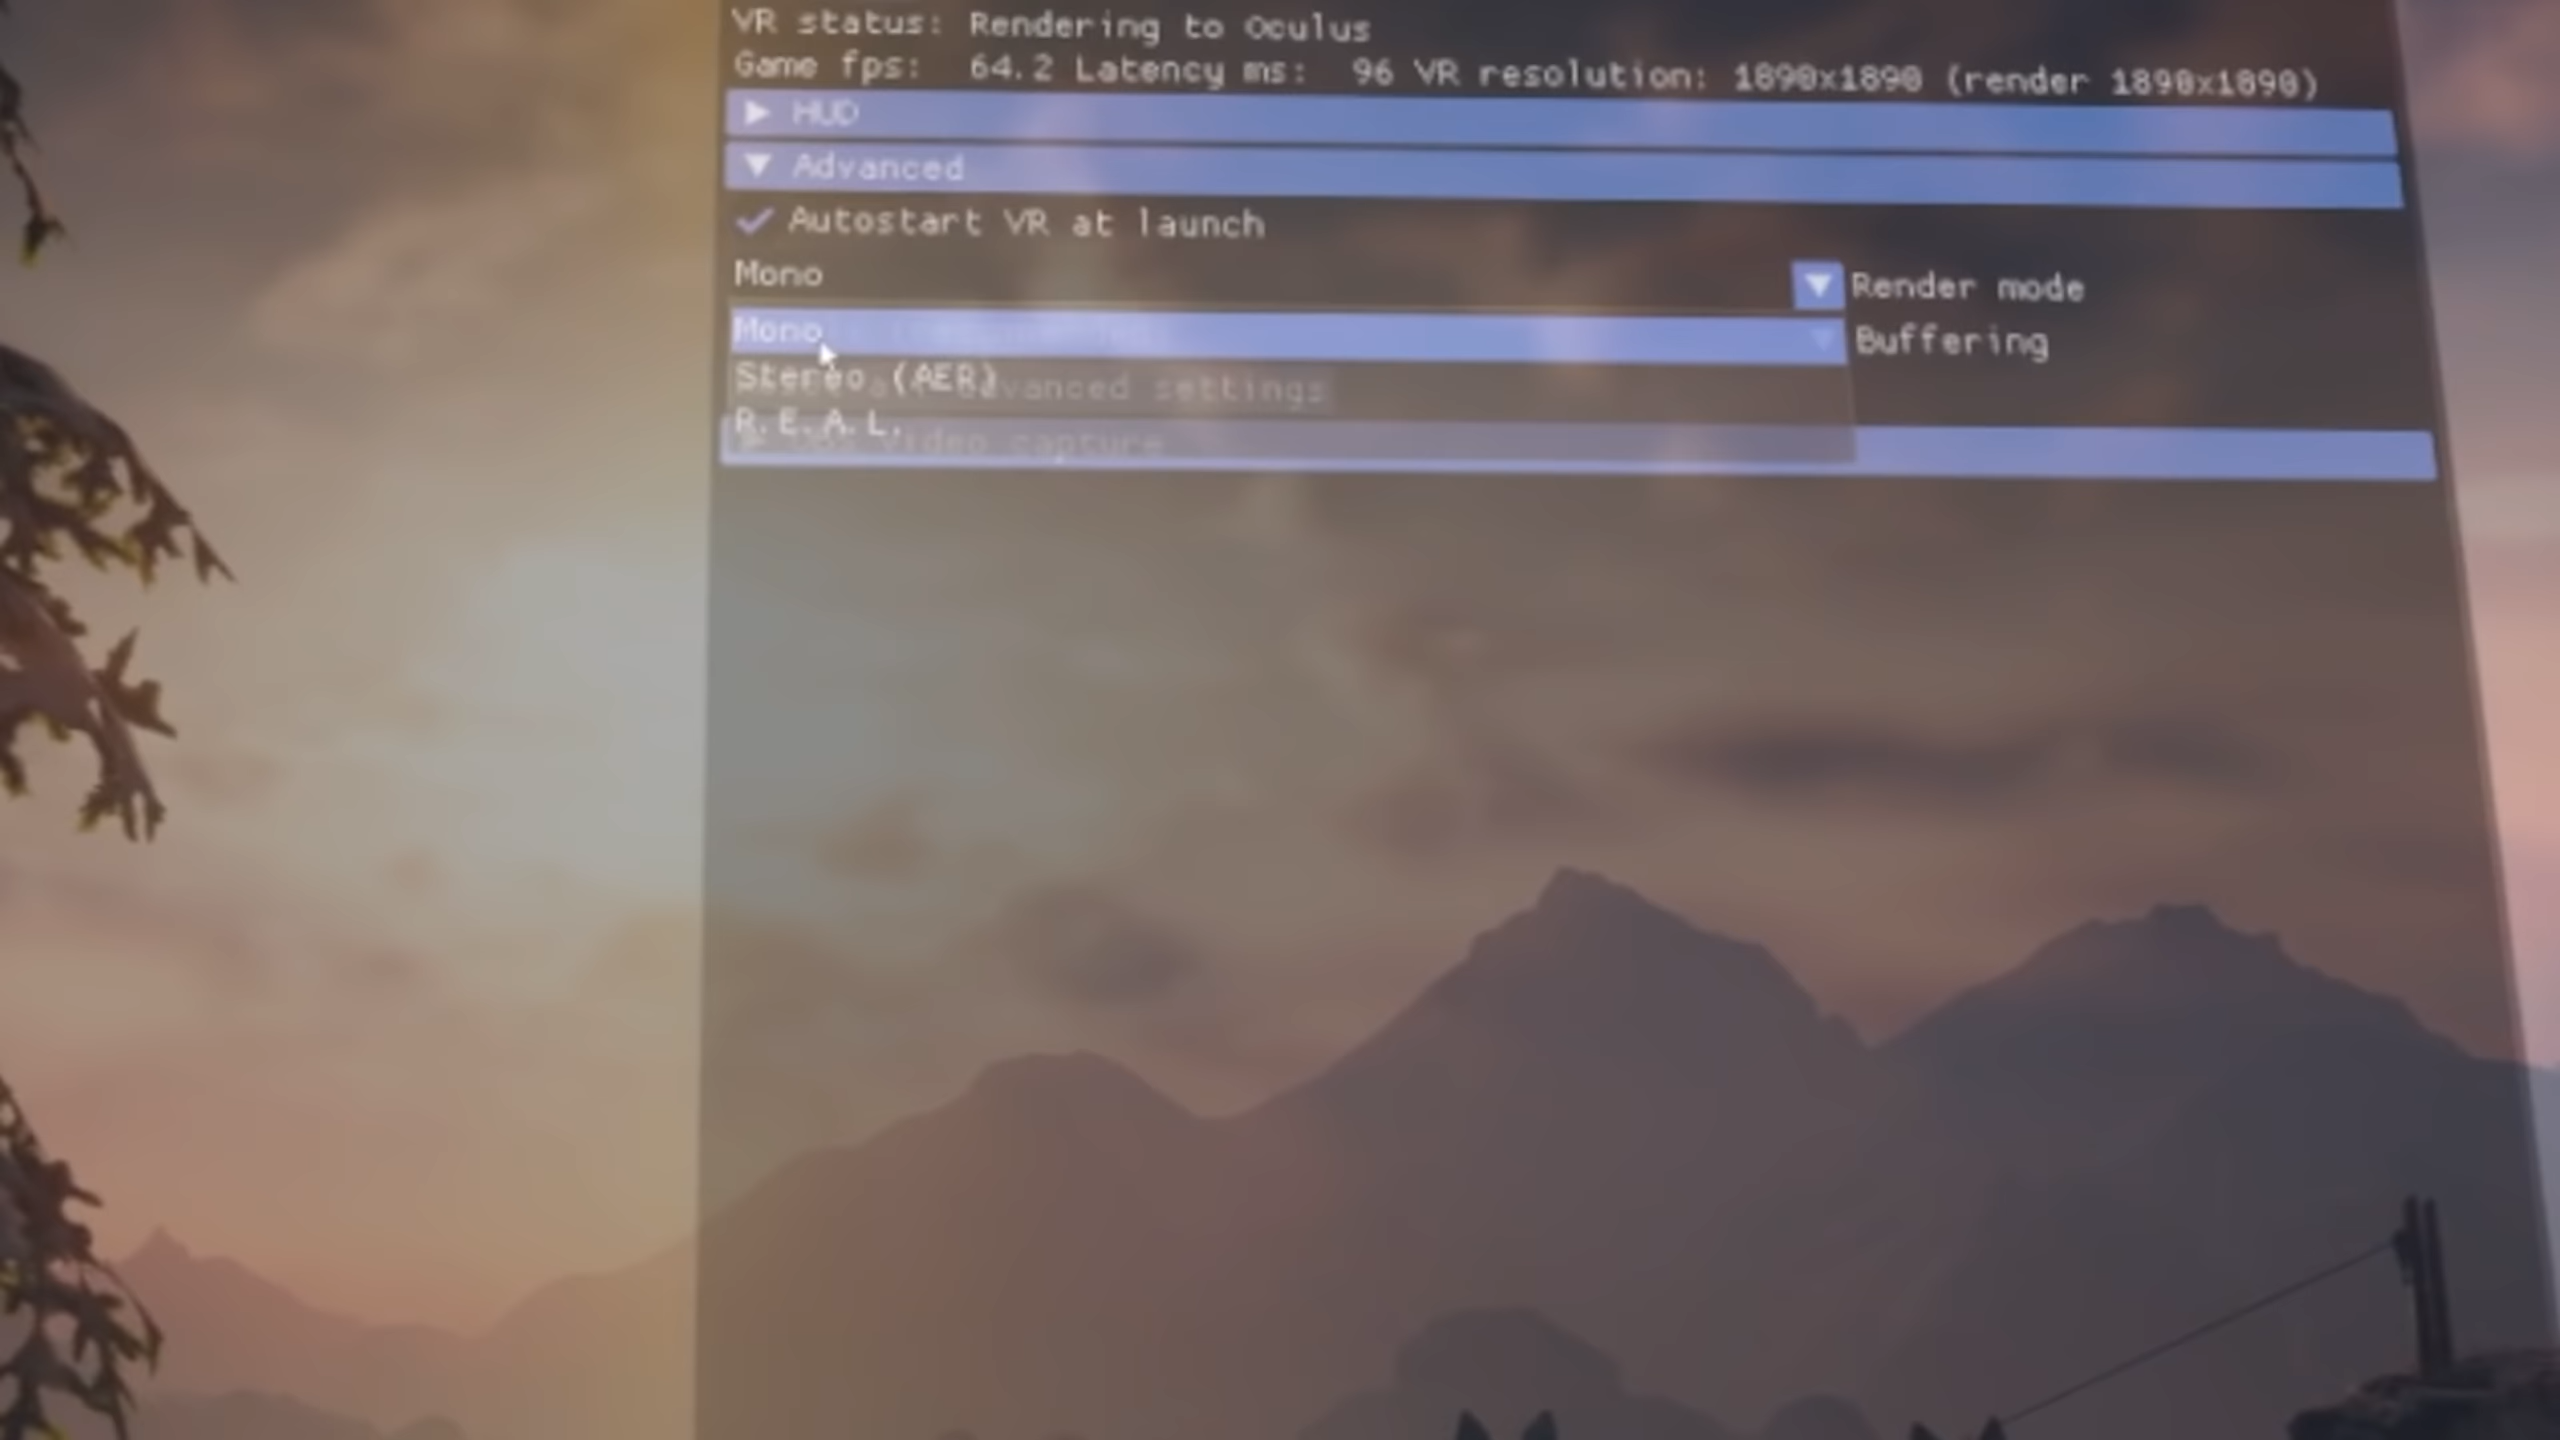 VR status: Rendering to Oculus
Game fps: 64.2 Latency ms: 96 VR resolution: 1890x1890 (render 1890x1890)
HUD
Advanced
Autostart VR at launch
Mono
Render mode
Mono
Buffering
Stereo (AER)
advanced settings
R.E.A.L.
video capture